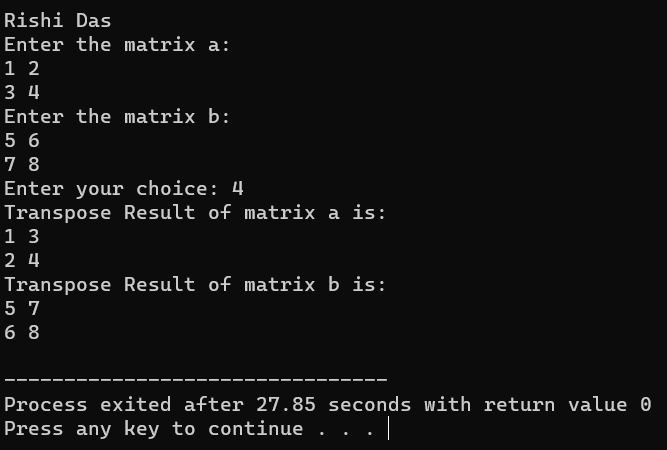 Rishi Das
Enter the matrix a:
1 2
3 4
Enter the matrix b:
5 6
7 8
Enter your choice: 4
Transpose Result of matrix a is:
1 3
2 4
Transpose Result of matrix b is:
5 7
6 8
--------------------------------
Process exited after 27.85 seconds with return value 0
Press any key to continue . . .